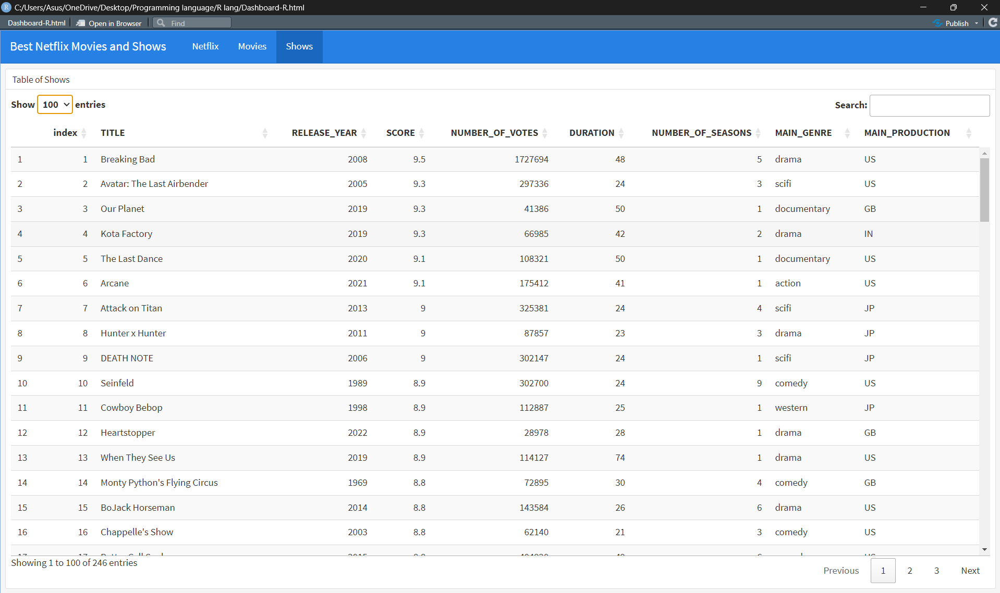 C:/Users/Asus/OneDrive/Desktop/Programming language/R lang/Dashboard-R.html
Dashboard-R.html Open in Browser Find Publish
Best Netflix Movies and Shows Netflix Movies Shows
Table of Shows
Show 100 entries Search:
index TITLE RELEASE_YEAR SCORE NUMBER_OF_VOTES DURATION NUMBER_OF_SEASONS MAIN_GENRE MAIN_PRODUCTION
1 1 Breaking Bad 2008 9.5 1727694 48 5 drama US
2 2 Avatar: The Last Airbender 2005 9.3 297336 24 3 scifi US
3 3 Our Planet 2019 9.3 41386 50 1 documentary GB
4 4 Kota Factory 2019 9.3 66985 42 2 drama IN
5 5 The Last Dance 2020 9.1 108321 50 1 documentary US
6 6 Arcane 2021 9.1 175412 41 1 action US
7 7 Attack on Titan 2013 9 325381 24 4 scifi JP
8 8 Hunter x Hunter 2011 9 87857 23 3 drama JP
9 9 DEATH NOTE 2006 9 302147 24 1 scifi JP
10 10 Seinfeld 1989 8.9 302700 24 9 comedy US
11 11 Cowboy Bebop 1998 8.9 112887 25 1 western JP
12 12 Heartstopper 2022 8.9 28978 28 1 drama GB
13 13 When They See Us 2019 8.9 114127 74 1 drama US
14 14 Monty Python's Flying Circus 1969 8.8 72895 30 4 comedy GB
15 15 BoJack Horseman 2014 8.8 143584 26 6 drama US
16 16 Chappelle's Show 2003 8.8 62140 21 3 comedy US
Showing 1 to 100 of 246 entries
Previous 1 2 3 Next